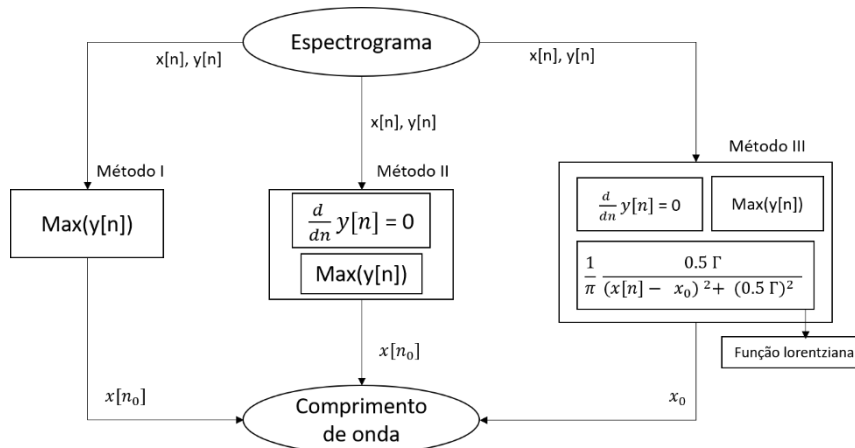 Espectrograma
x[n], y[n]
x[n], y[n]
x[n], y[n]
Método I
Max(y[n])
Método II
d/dn y[n] = 0
Max(y[n])
Método III
d/dn y[n] = 0
Max(y[n])
1/π 0.5 Γ/(x[n] − x₀)² + (0.5 Γ)²
Função lorentziana
x[n₀]
x[n₀]
x₀
Comprimento
de onda